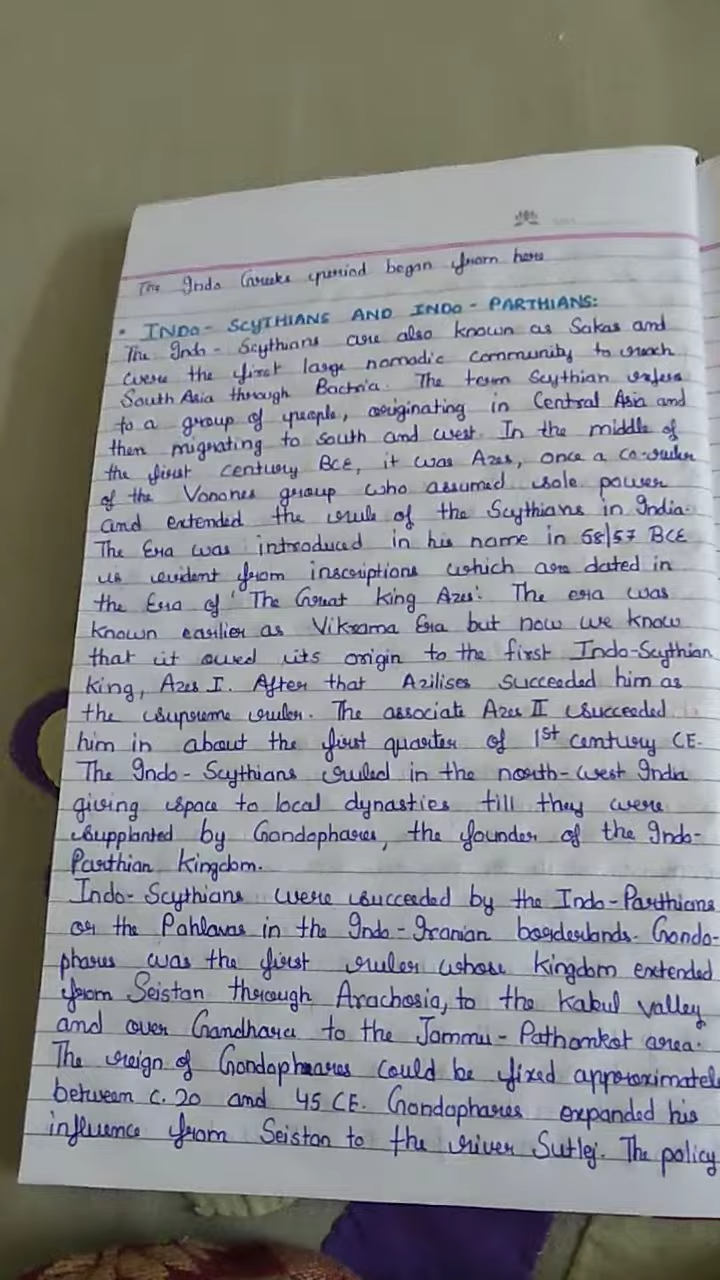 The Indo Greeks period began from here
• INDO - SCYTHIANS AND INDO - PARTHIANS:
The Indo - Scythians are also known as Sakas and
were the first large nomadic community to reach
South Asia through Bactria. The term Scythian refers
to a group of people, originating in Central Asia and
then migrating to south and west. In the middle of
the first century BCE, it was Azes, once a co-ruler
of the Vonones group who assumed sole power
and extended the rule of the Scythians in India.
The Era was introduced in his name in 58/57 BCE
is evident from inscriptions which are dated in
the Era of 'The Great King Azes'. The era was
known earlier as Vikrama Era but now we know
that it owed its origin to the first Indo-Scythian
king, Azes I. After that Azilises succeeded him as
the supreme ruler. The associate Azes II succeeded
him in about the first quarter of 1st century CE.
The Indo - Scythians ruled in the north-west India
giving space to local dynasties till they were
supplanted by Gondophares, the founder of the Indo-
Parthian Kingdom.
Indo-Scythians were succeeded by the Indo-Parthians
or the Pahlavas in the Indo-Iranian borderlands. Gondo-
phares was the first ruler whose kingdom extended
from Seistan through Arachosia, to the Kabul valley
and over Gandhara to the Jammu - Pathankot area.
The reign of Gondophares could be fixed approximatel
between c. 20 and 45 CE. Gondophares expanded his
influence from Seistan to the river Sutlej. The policy